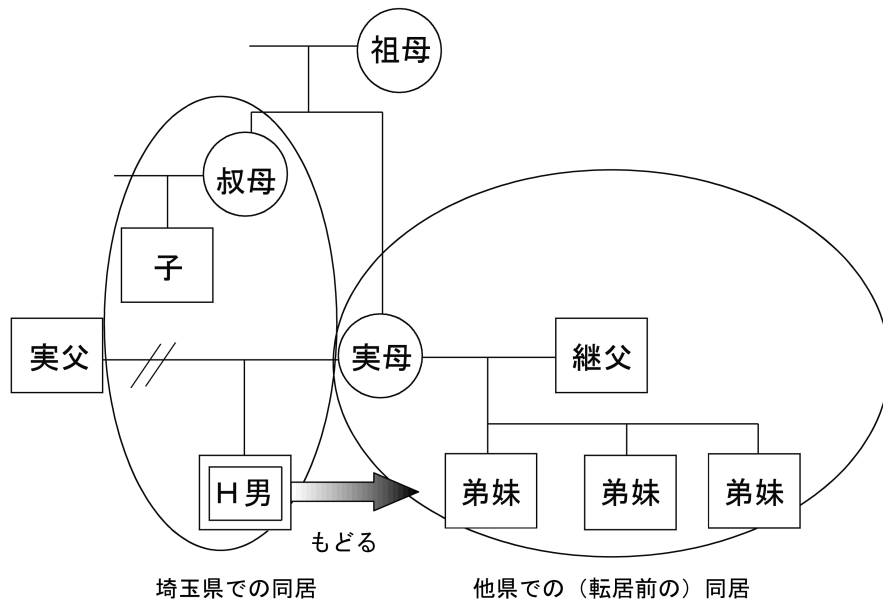 祖母
叔母
子
実父
実母
継父
H男
弟妹
弟妹
弟妹
もどる
埼玉県での同居
他県での（転居前の）同居